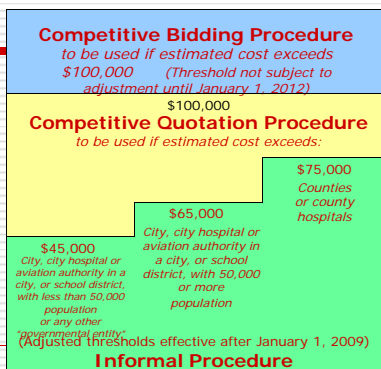 Competitive Bidding Procedure
to be used if estimated cost exceeds
$100,000 (Threshold not subject to
adjustment until January 1, 2012)
$100,000
Competitive Quotation Procedure
to be used if estimated cost exceeds:
$45,000
City, city hospital or
aviation authority in a
city, or school district,
with less than 50,000
population
or any other
"governmental entity"
$65,000
City, city hospital or
aviation authority in
a city, or school
district, with 50,000
or more
population
$75,000
Counties
or county
hospitals
(Adjusted thresholds effective after January 1, 2009)
Informal Procedure